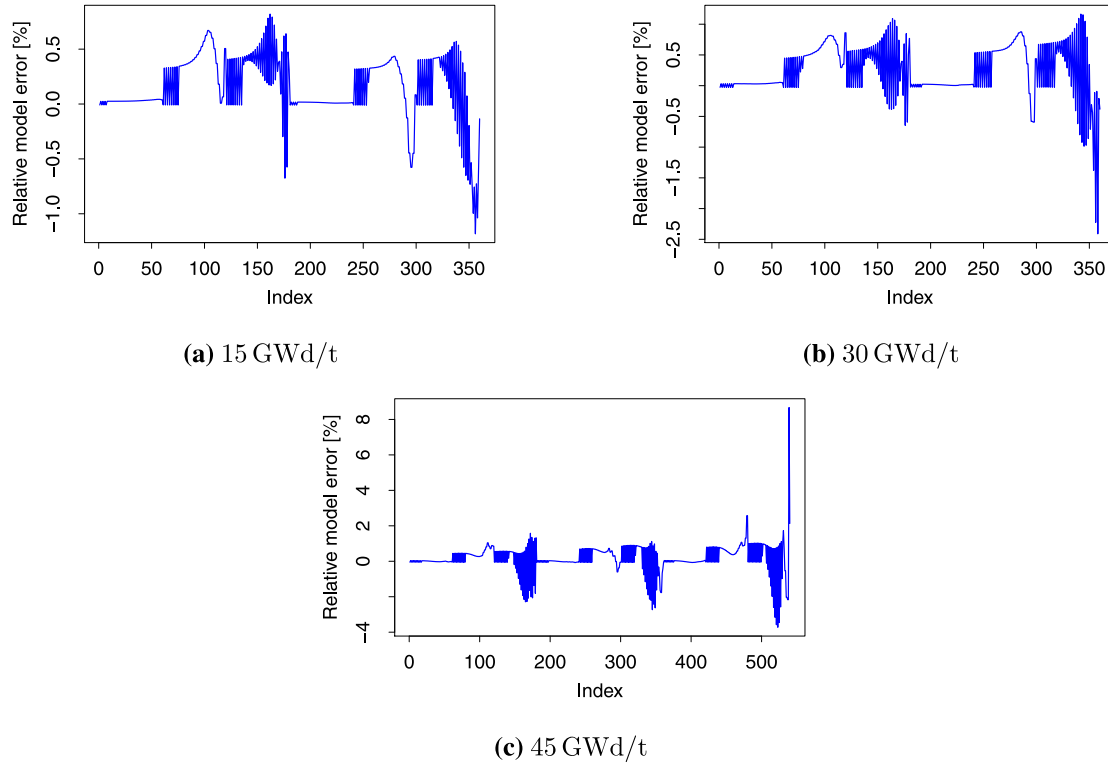 Relative model error [%]
0.5
0.0
−0.5
−1.0
0 50 100 150 200 250 300 350
Index
(a) 15 GWd/t
Relative model error [%]
0.5
−0.5
−1.5
−2.5
0 50 100 150 200 250 300 350
Index
(b) 30 GWd/t
Relative model error [%]
8
6
4
2
0
−4
0 100 200 300 400 500
Index
(c) 45 GWd/t